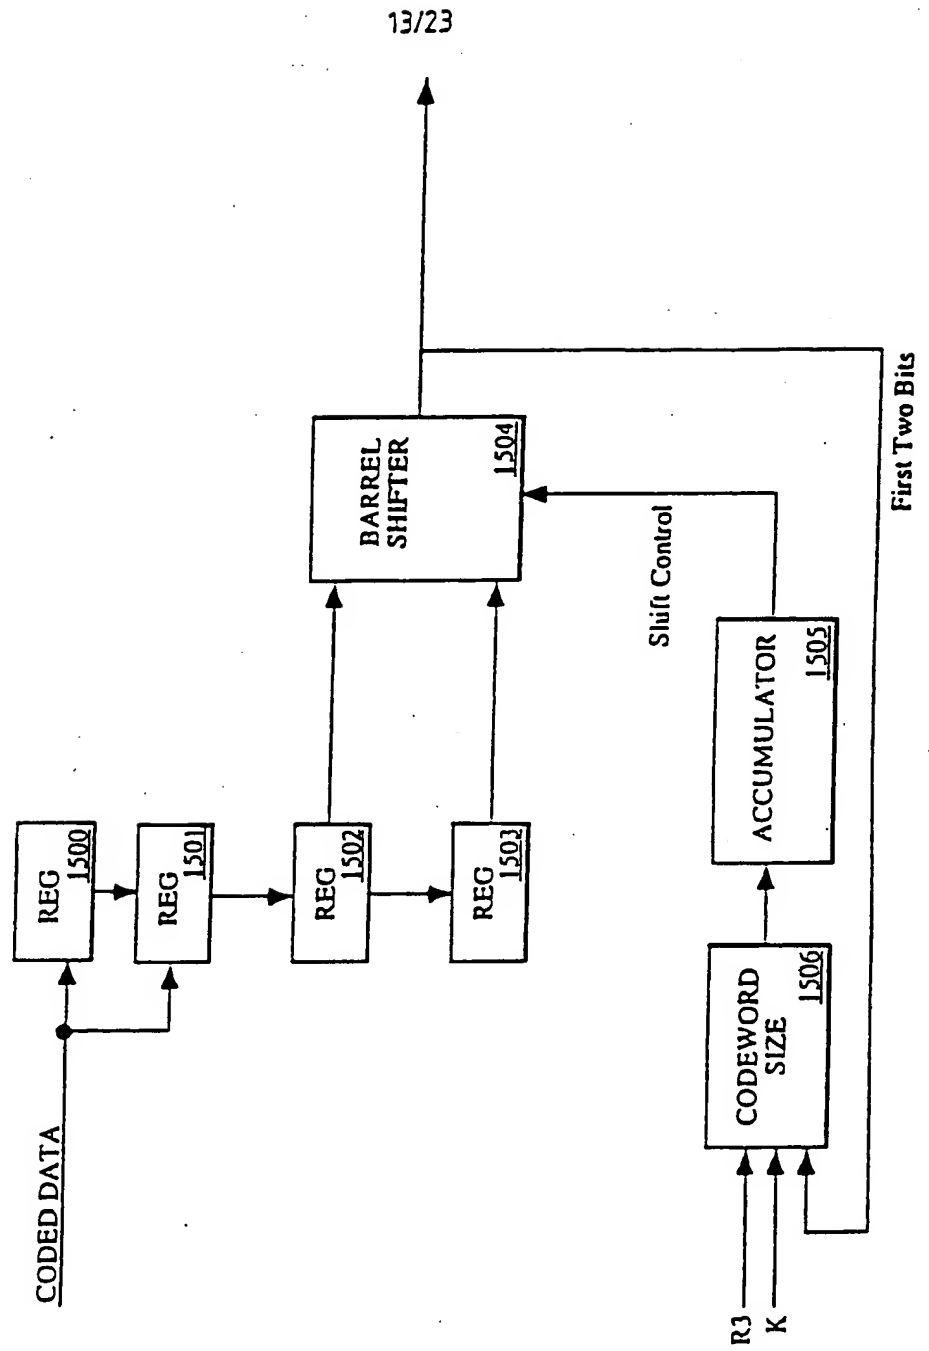 13/23
CODED DATA
REG
1500
REG
1501
REG
1502
REG
1503
BARREL
SHIFTER
1504
Shift Control
ACCUMULATOR
1505
CODEWORD
SIZE
1506
R3
K
First Two Bits